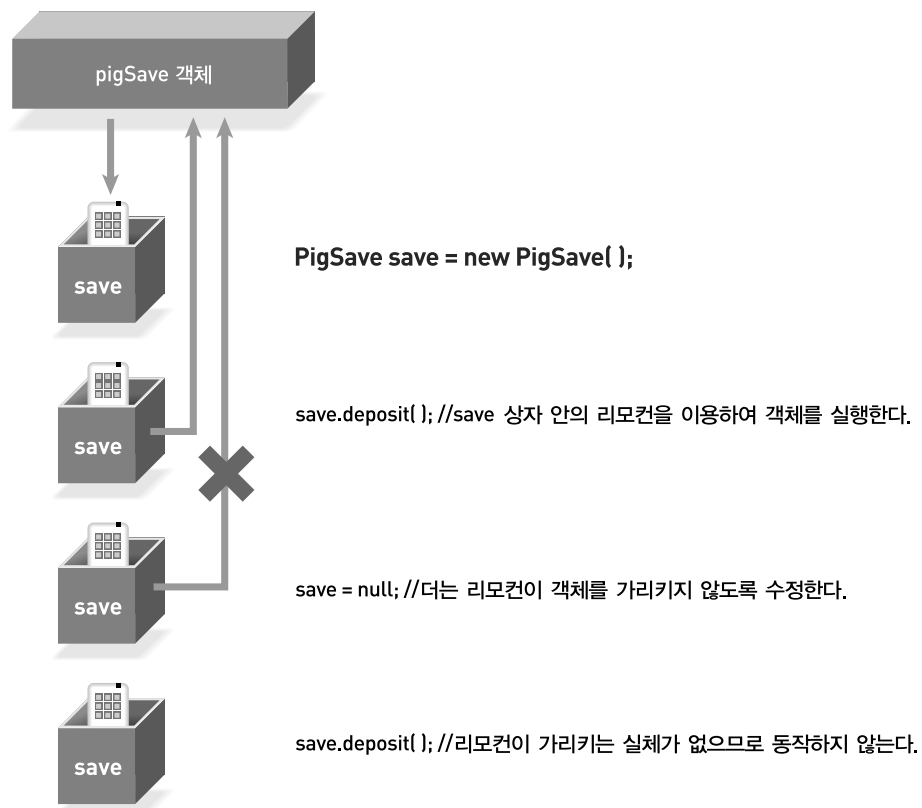 pigSave 객체
save
PigSave save = new PigSave( );
save
save.deposit( ); //save 상자 안의 리모컨을 이용하여 객체를 실행한다.
save
save = null; //더는 리모컨이 객체를 가리키지 않도록 수정한다.
save
save.deposit( ); //리모컨이 가리키는 실체가 없으므로 동작하지 않는다.